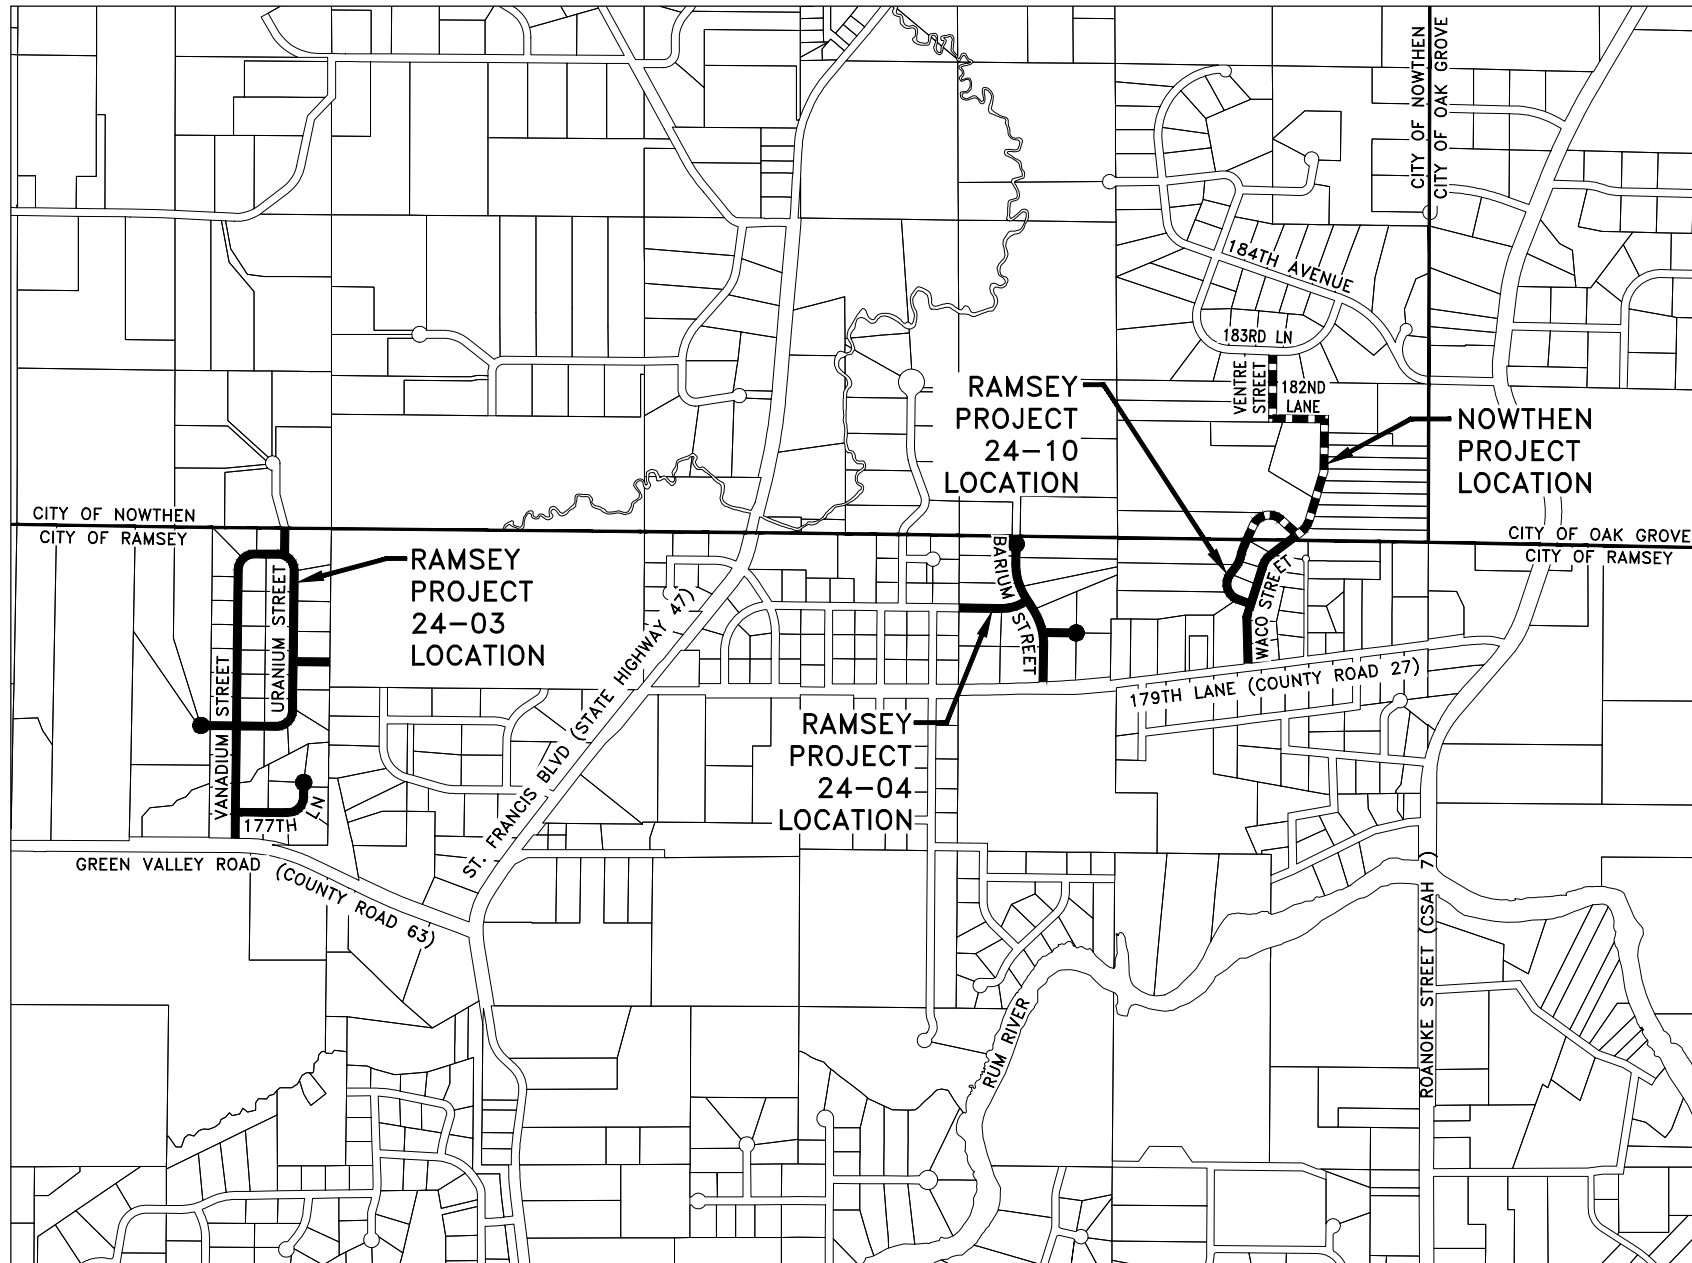 CITY OF NOWTHEN
CITY OF OAK GROVE
184TH AVENUE
183RD LN
VENTRE
STREET
182ND
LANE
RAMSEY
PROJECT
24-10
LOCATION
NOWTHEN
PROJECT
LOCATION
CITY OF NOWTHEN
CITY OF RAMSEY
CITY OF OAK GROVE
CITY OF RAMSEY
RAMSEY
PROJECT
24-03
LOCATION
URANIUM STREET
VANADIUM STREET
177TH LN
BARIUM STREET
WACO STREET
179TH LANE (COUNTY ROAD 27)
RAMSEY
PROJECT
24-04
LOCATION
ST. FRANCIS BLVD (STATE HIGHWAY 47)
GREEN VALLEY ROAD (COUNTY ROAD 63)
ROANOKE STREET (CSAH 7)
RUM RIVER